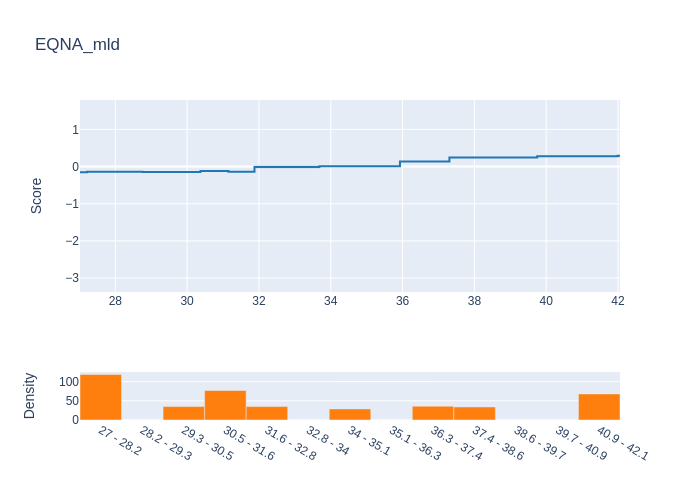 EQNA_mld
1
0
−1
−2
−3
Score
28
30
32
34
36
38
40
42
100
50
0
Density
27 - 28.2
28.2 - 29.3
29.3 - 30.5
30.5 - 31.6
31.6 - 32.8
32.8 - 34
34 - 35.1
35.1 - 36.3
36.3 - 37.4
37.4 - 38.6
38.6 - 39.7
39.7 - 40.9
40.9 - 42.1